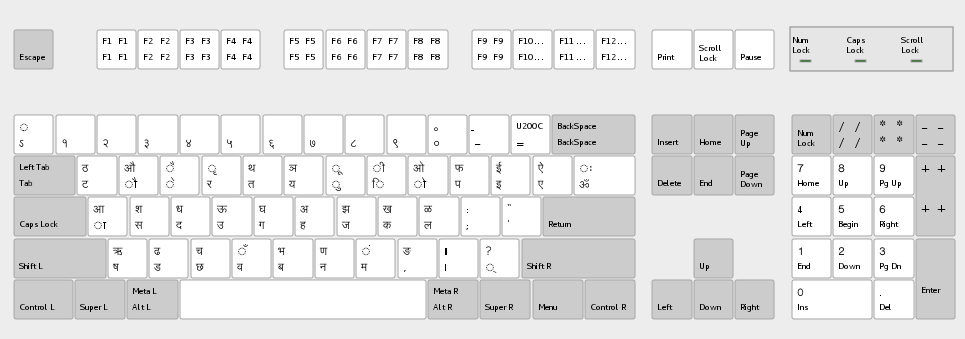 Escape
F1 F1 F2 F2 F3 F3 F4 F4 F5 F5 F6 F6 F7 F7 F8 F8 F9 F9 F10... F11... F12...
F1 F1 F2 F2 F3 F3 F4 F4 F5 F5 F6 F6 F7 F7 F8 F8 F9 F9 F10... F11... F12...
Print Scroll Lock Pause
Num Lock Caps Lock Scroll Lock
़ - U200C BackSpace
ऽ १ २ ३ ४ ५ ६ ७ ८ ९ ० - = BackSpace
Insert Home Page Up
Num Lock / / * * - -
/ / * * - -
Left Tab ठ औ ै ृ थ ञ ू ी ओ फ ई ऐ ः
Tab ट ौ े र त य ु ि ो प इ ए ॐ
Delete End Page Down
7 8 9 + +
Home Up Pg Up
आ श ध ऊ घ अ झ ख ळ : "
Caps Lock ा स द उ ग ह ज क ल ; ' Return
4 5 6 + +
Left Begin Right
ऋ ढ च ँ भ ण ं ङ ॥ ?
Shift L ष ड छ व ब न म , । ् Shift R
Up
1 2 3
End Down Pg Dn Enter
Meta L Meta R
Control L Super L Alt L Alt R Super R Menu Control R
Left Down Right
0 .
Ins Del